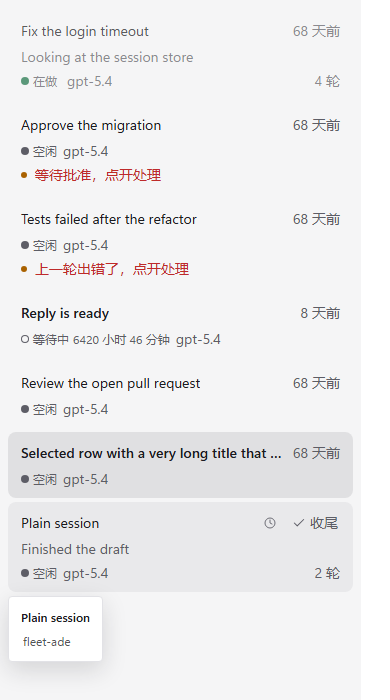 Fix the login timeout 68 天前
Looking at the session store
在做 gpt-5.4 4 轮
Approve the migration 68 天前
空闲 gpt-5.4
等待批准，点开处理
Tests failed after the refactor 68 天前
空闲 gpt-5.4
上一轮出错了，点开处理
Reply is ready 8 天前
等待中 6420 小时 46 分钟 gpt-5.4
Review the open pull request 68 天前
空闲 gpt-5.4
Selected row with a very long title that ... 68 天前
空闲 gpt-5.4
Plain session 收尾
Finished the draft
空闲 gpt-5.4 2 轮
Plain session
fleet-ade